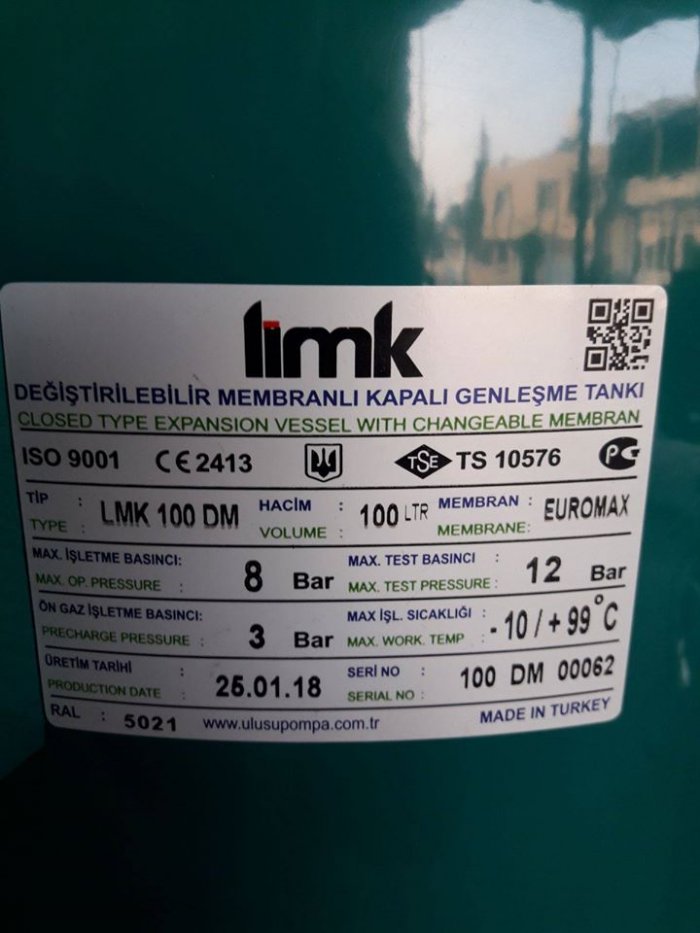 limk
DEĞİŞTİRİLEBİLİR MEMBRANLI KAPALI GENLEŞME TANKI
CLOSED TYPE EXPANSION VESSEL WITH CHANGEABLE MEMBRAN
ISO 9001 CE 2413 TSE TS 10576 PC
TİP : LMK 100 DM HACİM : 100 LTR MEMBRAN : EUROMAX
TYPE : VOLUME : MEMBRANE:
MAX. İŞLETME BASINCI: 8 Bar MAX. TEST BASINCI : 12 Bar
MAX. OP. PRESSURE : MAX. TEST PRESSURE :
ÖN GAZ İŞLETME BASINCI: 3 Bar MAX İŞL. SICAKLIĞI : -10/+99°C
PRECHARGE PRESSURE : MAX. WORK. TEMP :
ÜRETİM TARİHİ : 25.01.18 SERİ NO : 100 DM 00062
PRODUCTION DATE : SERIAL NO :
RAL : 5021 www.ulusupompa.com.tr MADE IN TURKEY